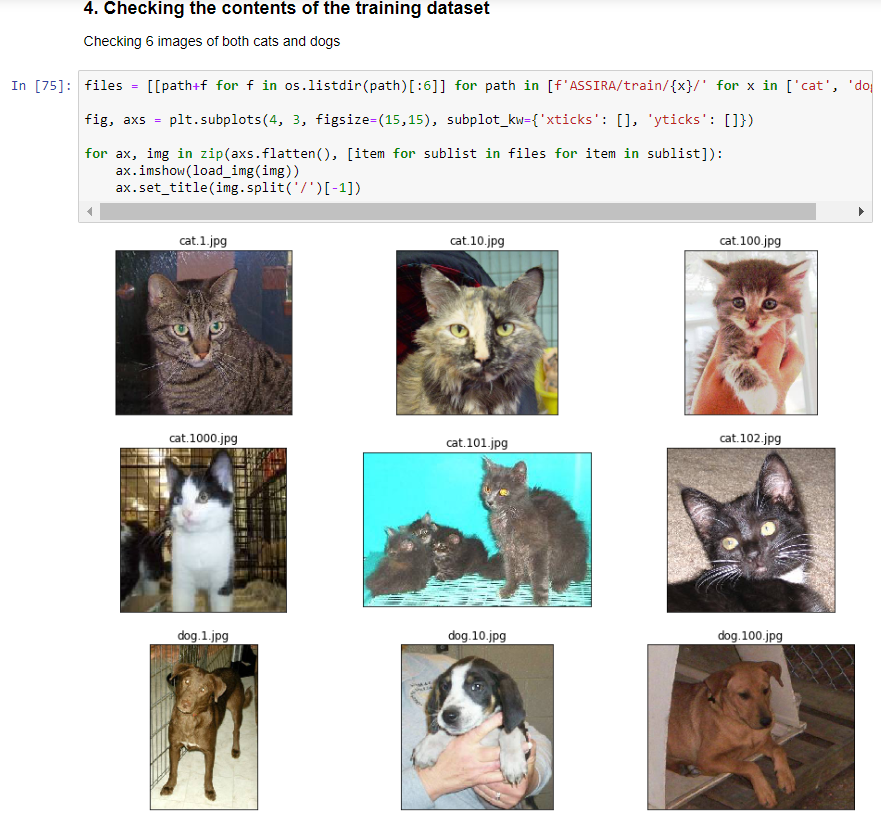 4. Checking the contents of the training dataset
Checking 6 images of both cats and dogs
In [75]: files = [[path+f for f in os.listdir(path)[:6]] for path in [f'ASSIRA/train/{x}/' for x in ['cat', 'do
fig, axs = plt.subplots(4, 3, figsize=(15,15), subplot_kw={'xticks': [], 'yticks': []})
for ax, img in zip(axs.flatten(), [item for sublist in files for item in sublist]):
    ax.imshow(load_img(img))
    ax.set_title(img.split('/')[-1])
cat.1.jpg cat.10.jpg cat.100.jpg
cat.1000.jpg cat.101.jpg cat.102.jpg
dog.1.jpg dog.10.jpg dog.100.jpg